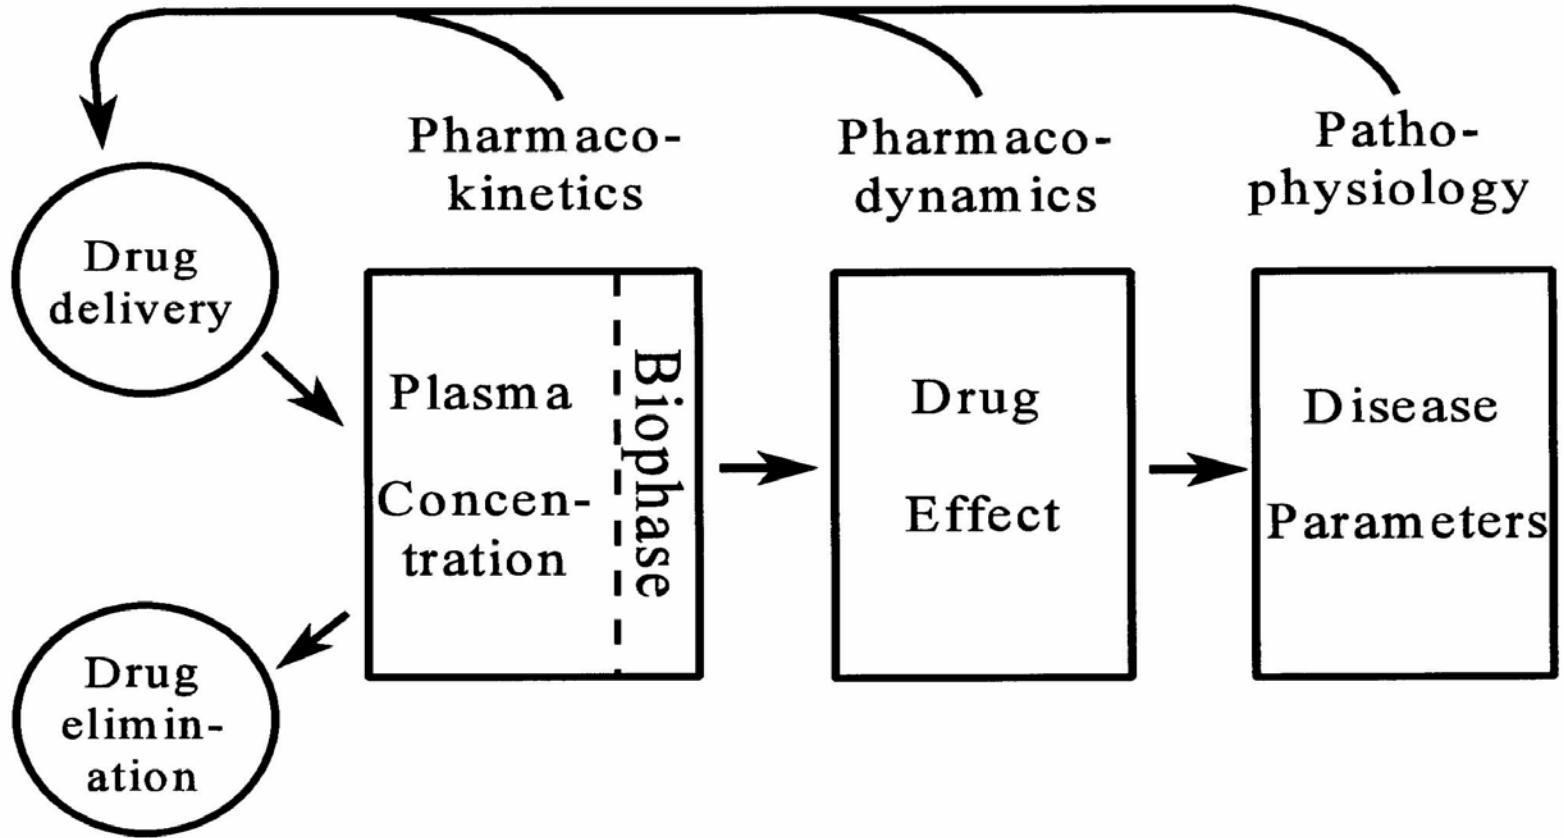 Pharmaco-
kinetics
Pharmaco-
dynamics
Patho-
physiology
Drug
delivery
Plasma
Concen-
tration
Biophase
Drug
Effect
Disease
Parameters
Drug
elimin-
ation